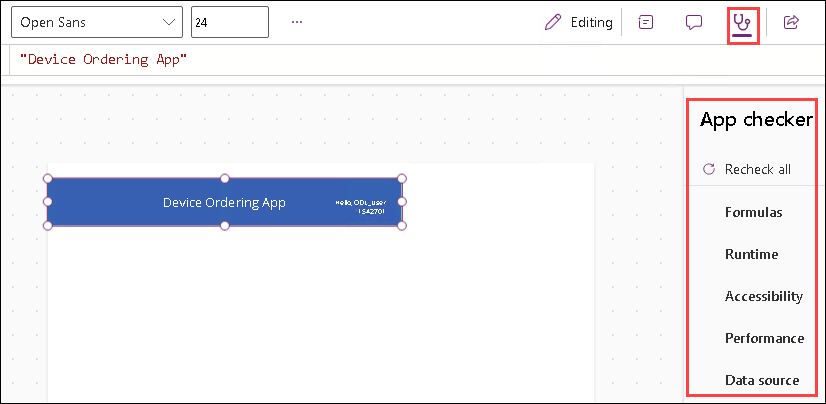 Open Sans 24 ... Editing
"Device Ordering App"
App checker
Recheck all
Device Ordering App
Hello, ODL_User
Formulas
Runtime
Accessibility
Performance
Data source